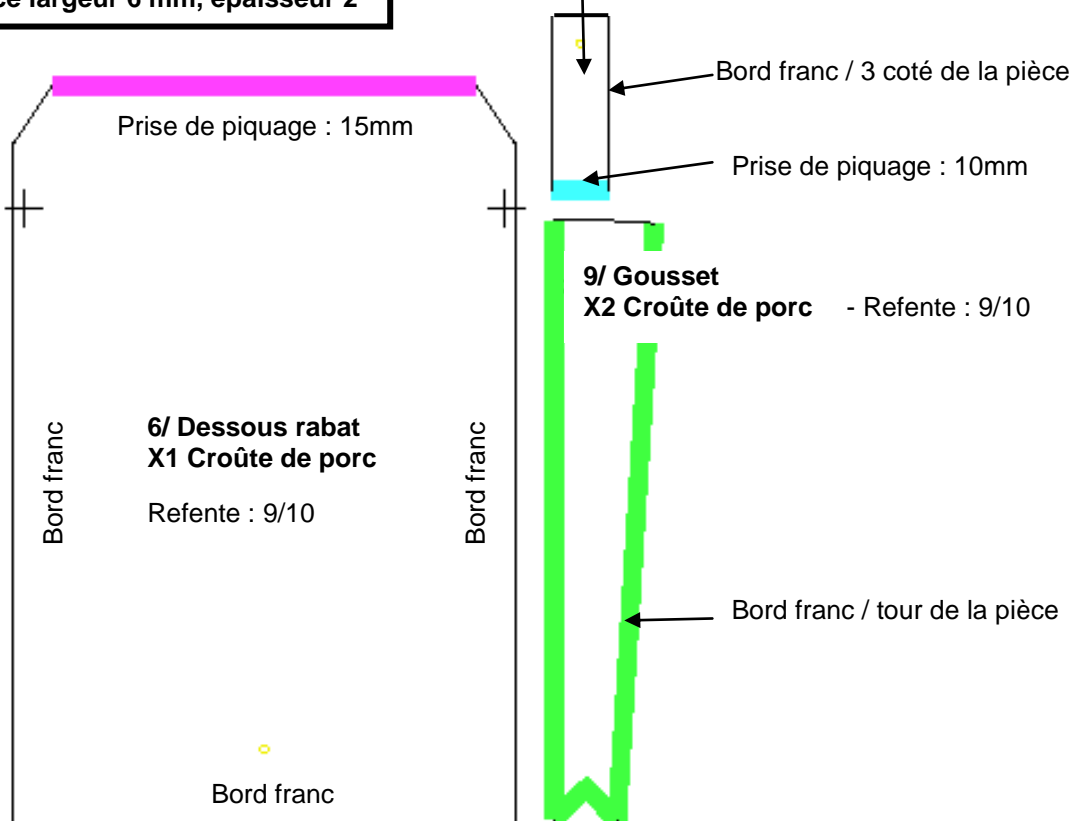 largeur 6 mm, épaisseur 2
Bord franc / 3 coté de la pièce
Prise de piquage : 15mm
Prise de piquage : 10mm
9/ Gousset
X2 Croûte de porc - Refente : 9/10
6/ Dessous rabat
X1 Croûte de porc
Refente : 9/10
Bord franc
Bord franc
Bord franc / tour de la pièce
Bord franc